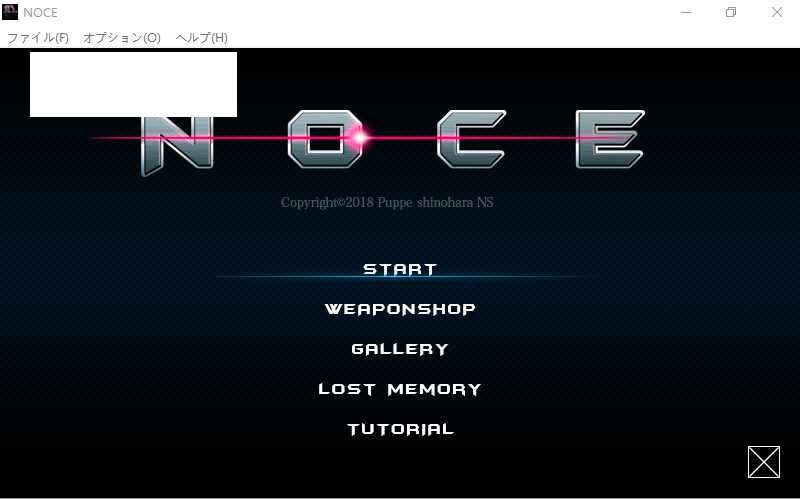 NOCE
ファイル(F) オプション(O) ヘルプ(H)
NOCE
Copyright©2018 Puppe shinohara NS
START
WEAPONSHOP
GALLERY
LOST MEMORY
TUTORIAL